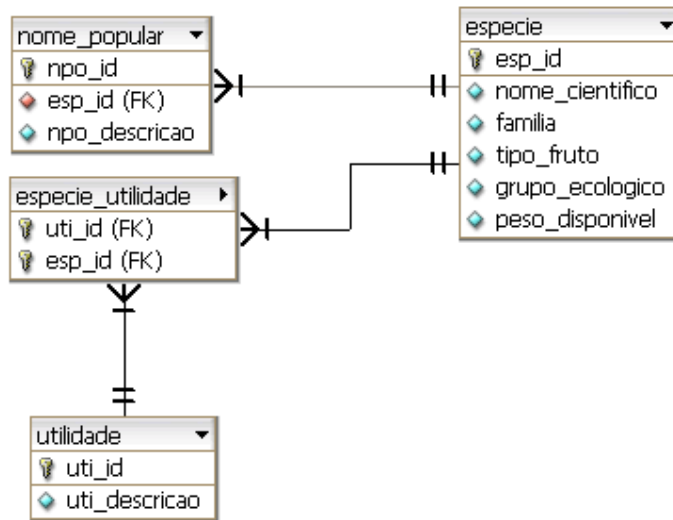 nome_popular
npo_id
esp_id (FK)
npo_descricao
especie
esp_id
nome_cientifico
familia
tipo_fruto
grupo_ecologico
peso_disponivel
especie_utilidade
uti_id (FK)
esp_id (FK)
utilidade
uti_id
uti_descricao